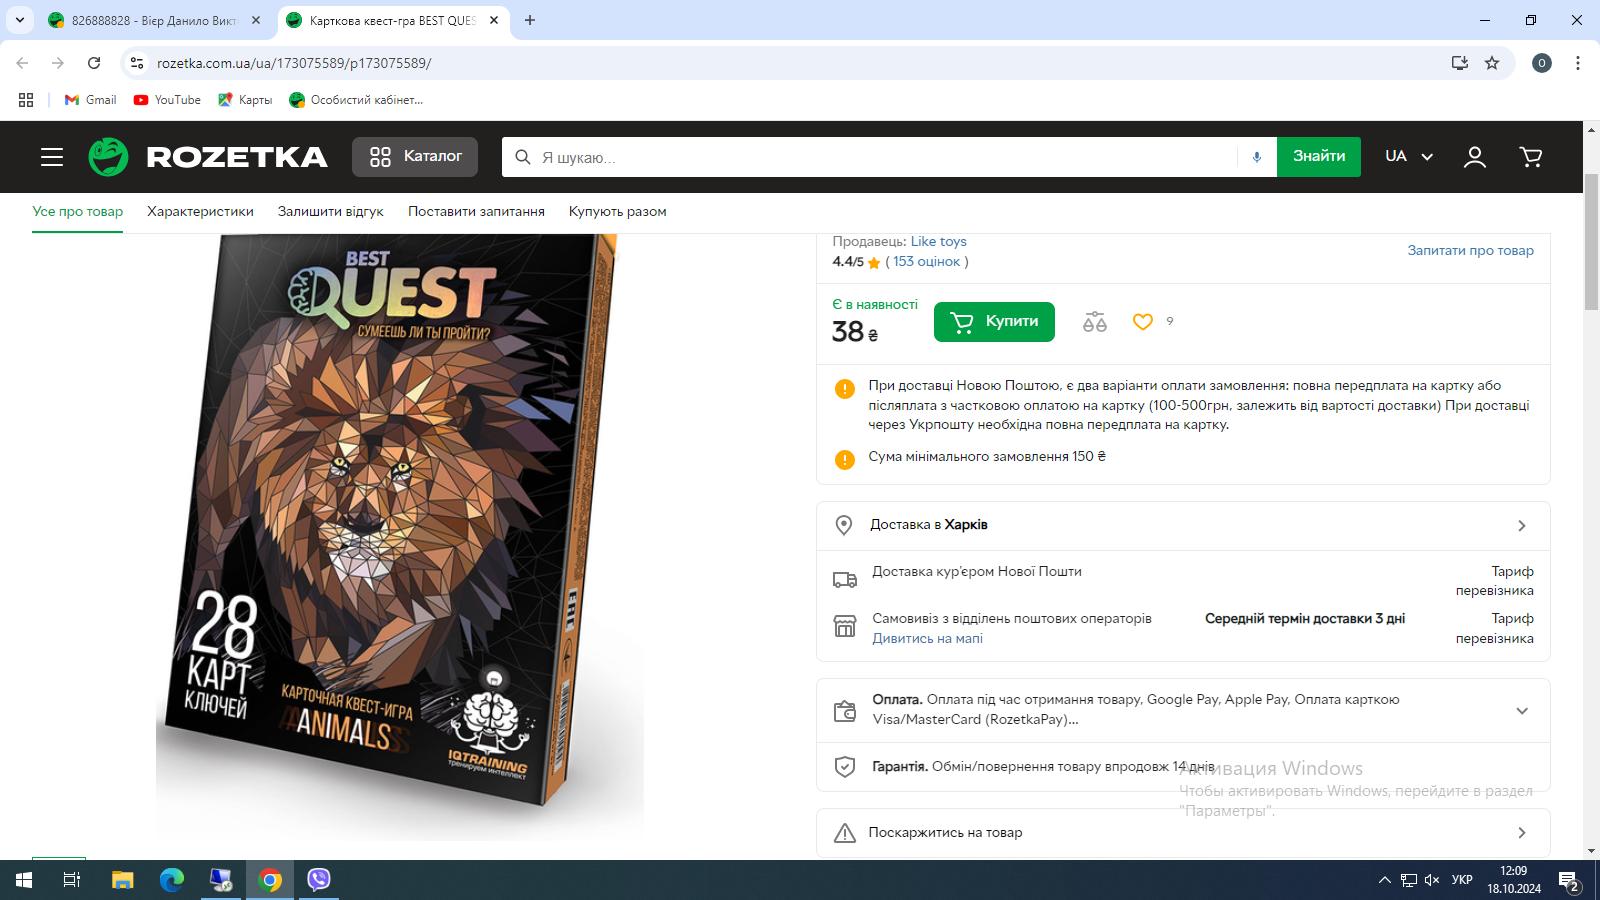 826888828 - Вієр Данило Викт
Карткова квест-гра BEST QUES
rozetka.com.ua/ua/173075589/p173075589/
O
Gmail
YouTube
Карты
Особистий кабінет...
ROZETKA
Каталог
Я шукаю...
Знайти
UA
Усе про товар
Характеристики
Залишити відгук
Поставити запитання
Купують разом
BEST
QUEST
СУМЕЕШЬ ЛИ ТЫ ПРОЙТИ?
28
КАРТ
КЛЮЧЕЙ
КАРТОЧНАЯ КВЕСТ-ИГРА
ANIMALS
IQTRAINING
тренируем интеллект
EAC
Продавець: Like toys
4.4/5 ( 153 оцінок )
Запитати про товар
Є в наявності
38 ₴
Купити
9
При доставці Новою Поштою, є два варіанти оплати замовлення: повна передплата на картку або
післяплата з частковою оплатою на картку (100-500грн, залежить від вартості доставки) При доставці
через Укрпошту необхідна повна передплата на картку.
Сума мінімального замовлення 150 ₴
Доставка в Харків
Доставка кур'єром Нової Пошти
Тариф
перевізника
Самовивіз з відділень поштових операторів
Дивитись на мапі
Середній термін доставки 3 дні
Тариф
перевізника
Оплата. Оплата під час отримання товару, Google Pay, Apple Pay, Оплата карткою
Visa/MasterCard (RozetkaPay)...
Гарантія. Обмін/повернення товару впродовж 14 днів
Активация Windows
Чтобы активировать Windows, перейдите в раздел
"Параметры".
Поскаржитись на товар
УКР
12:09
18.10.2024
2